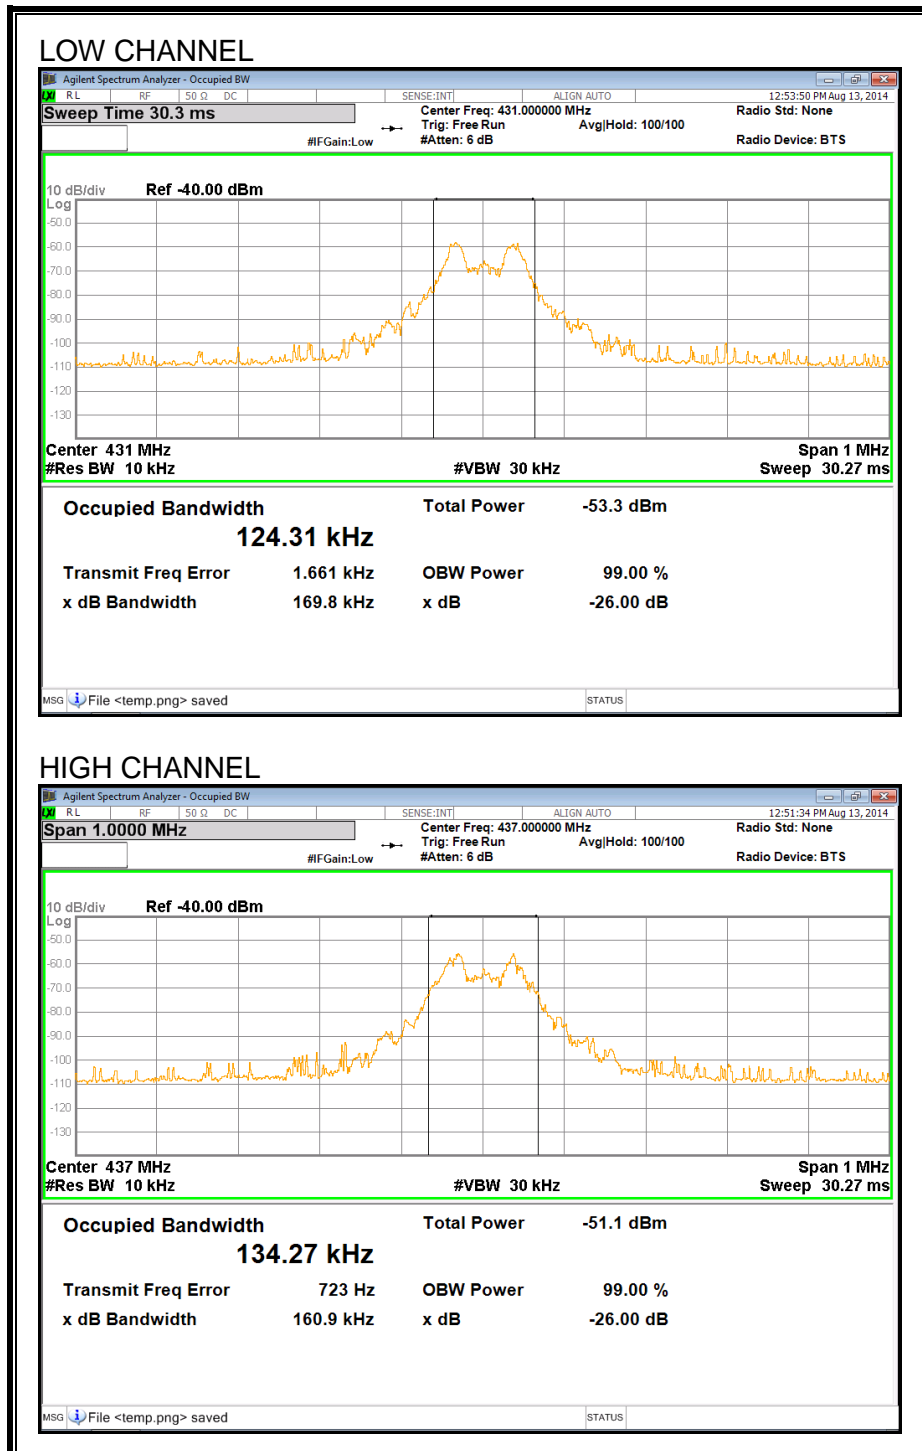 LOW CHANNEL
Agilent Spectrum Analyzer - Occupied BW
LXI RL RF 50 Ω DC SENSE:INT ALIGN AUTO 12:53:50 PM Aug 13, 2014
Sweep Time 30.3 ms Center Freq: 431.000000 MHz Radio Std: None
Trig: Free Run Avg|Hold: 100/100
#IFGain:Low #Atten: 6 dB Radio Device: BTS
10 dB/div Ref -40.00 dBm
Log
-50.0
-60.0
-70.0
-80.0
-90.0
-100
-110
-120
-130
Center 431 MHz Span 1 MHz
#Res BW 10 kHz #VBW 30 kHz Sweep 30.27 ms
Occupied Bandwidth Total Power -53.3 dBm
124.31 kHz
Transmit Freq Error 1.661 kHz OBW Power 99.00 %
x dB Bandwidth 169.8 kHz x dB -26.00 dB
MSG File <temp.png> saved STATUS
HIGH CHANNEL
Agilent Spectrum Analyzer - Occupied BW
LXI RL RF 50 Ω DC SENSE:INT ALIGN AUTO 12:51:34 PM Aug 13, 2014
Span 1.0000 MHz Center Freq: 437.000000 MHz Radio Std: None
Trig: Free Run Avg|Hold: 100/100
#IFGain:Low #Atten: 6 dB Radio Device: BTS
10 dB/div Ref -40.00 dBm
Log
-50.0
-60.0
-70.0
-80.0
-90.0
-100
-110
-120
-130
Center 437 MHz Span 1 MHz
#Res BW 10 kHz #VBW 30 kHz Sweep 30.27 ms
Occupied Bandwidth Total Power -51.1 dBm
134.27 kHz
Transmit Freq Error 723 Hz OBW Power 99.00 %
x dB Bandwidth 160.9 kHz x dB -26.00 dB
MSG File <temp.png> saved STATUS